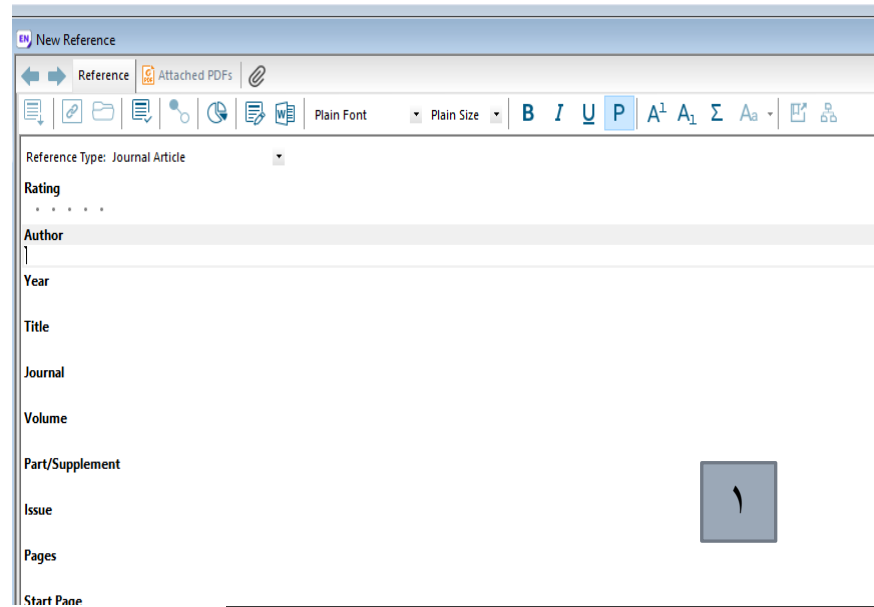 EN New Reference
Reference Attached PDFs
Plain Font Plain Size B I U P A1 A1 Σ Aa
Reference Type: Journal Article
Rating
Author
Year
Title
Journal
Volume
Part/Supplement
Issue
Pages
Start Page
١